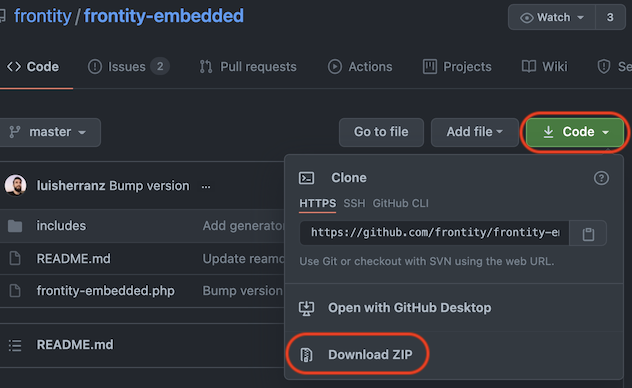 frontity / frontity-embedded
Watch 3
Code Issues 2 Pull requests Actions Projects Wiki Se
master Go to file Add file Code
luisherranz Bump version ...
Clone
HTTPS SSH GitHub CLI
includes Add generator
https://github.com/frontity/frontity-e
README.md Update reamd
Use Git or checkout with SVN using the web URL.
frontity-embedded.php Bump version
Open with GitHub Desktop
README.md
Download ZIP